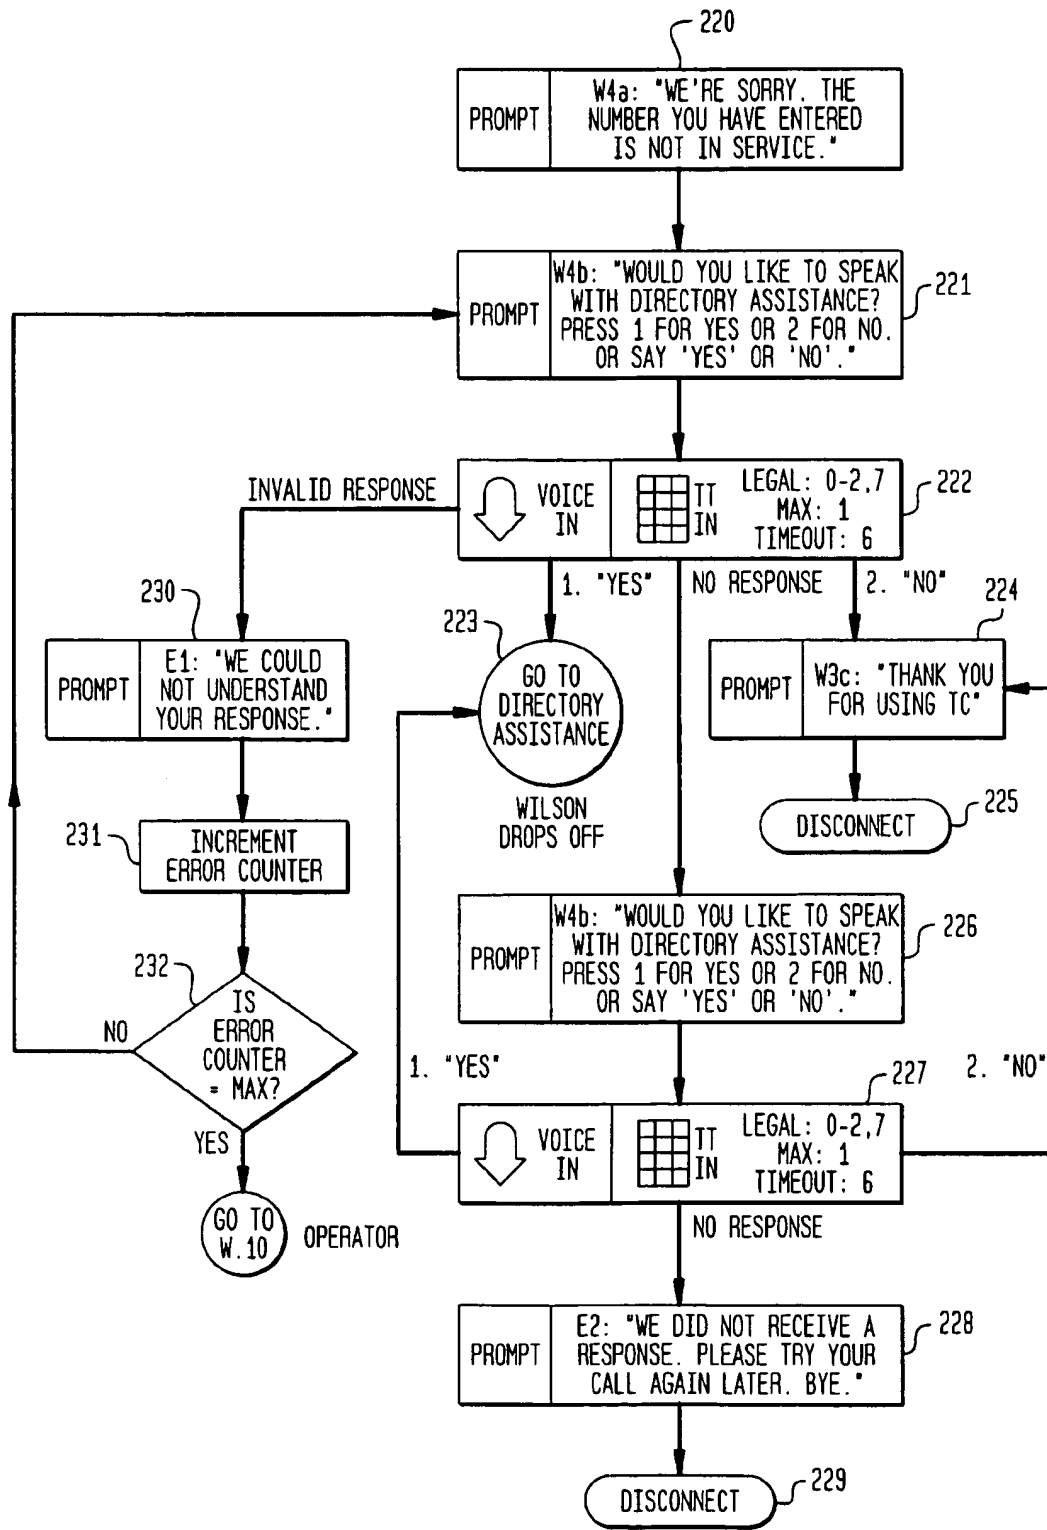 220
PROMPT
W4a: "WE'RE SORRY. THE
NUMBER YOU HAVE ENTERED
IS NOT IN SERVICE."
PROMPT
W4b: "WOULD YOU LIKE TO SPEAK
WITH DIRECTORY ASSISTANCE?
PRESS 1 FOR YES OR 2 FOR NO.
OR SAY 'YES' OR 'NO'."
221
INVALID RESPONSE
VOICE
IN
TT
IN
LEGAL: 0-2,7
MAX: 1
TIMEOUT: 6
222
1. "YES"
NO RESPONSE
2. "NO"
230
PROMPT
E1: "WE COULD
NOT UNDERSTAND
YOUR RESPONSE."
223
GO TO
DIRECTORY
ASSISTANCE
WILSON
DROPS OFF
224
PROMPT
W3c: "THANK YOU
FOR USING TC"
DISCONNECT
225
231
INCREMENT
ERROR COUNTER
232
IS
ERROR
COUNTER
= MAX?
NO
YES
GO TO
W.10
OPERATOR
PROMPT
W4b: "WOULD YOU LIKE TO SPEAK
WITH DIRECTORY ASSISTANCE?
PRESS 1 FOR YES OR 2 FOR NO.
OR SAY 'YES' OR 'NO'."
226
1. "YES"
227
2. "NO"
VOICE
IN
TT
IN
LEGAL: 0-2,7
MAX: 1
TIMEOUT: 6
NO RESPONSE
PROMPT
E2: "WE DID NOT RECEIVE A
RESPONSE. PLEASE TRY YOUR
CALL AGAIN LATER. BYE."
228
DISCONNECT
229